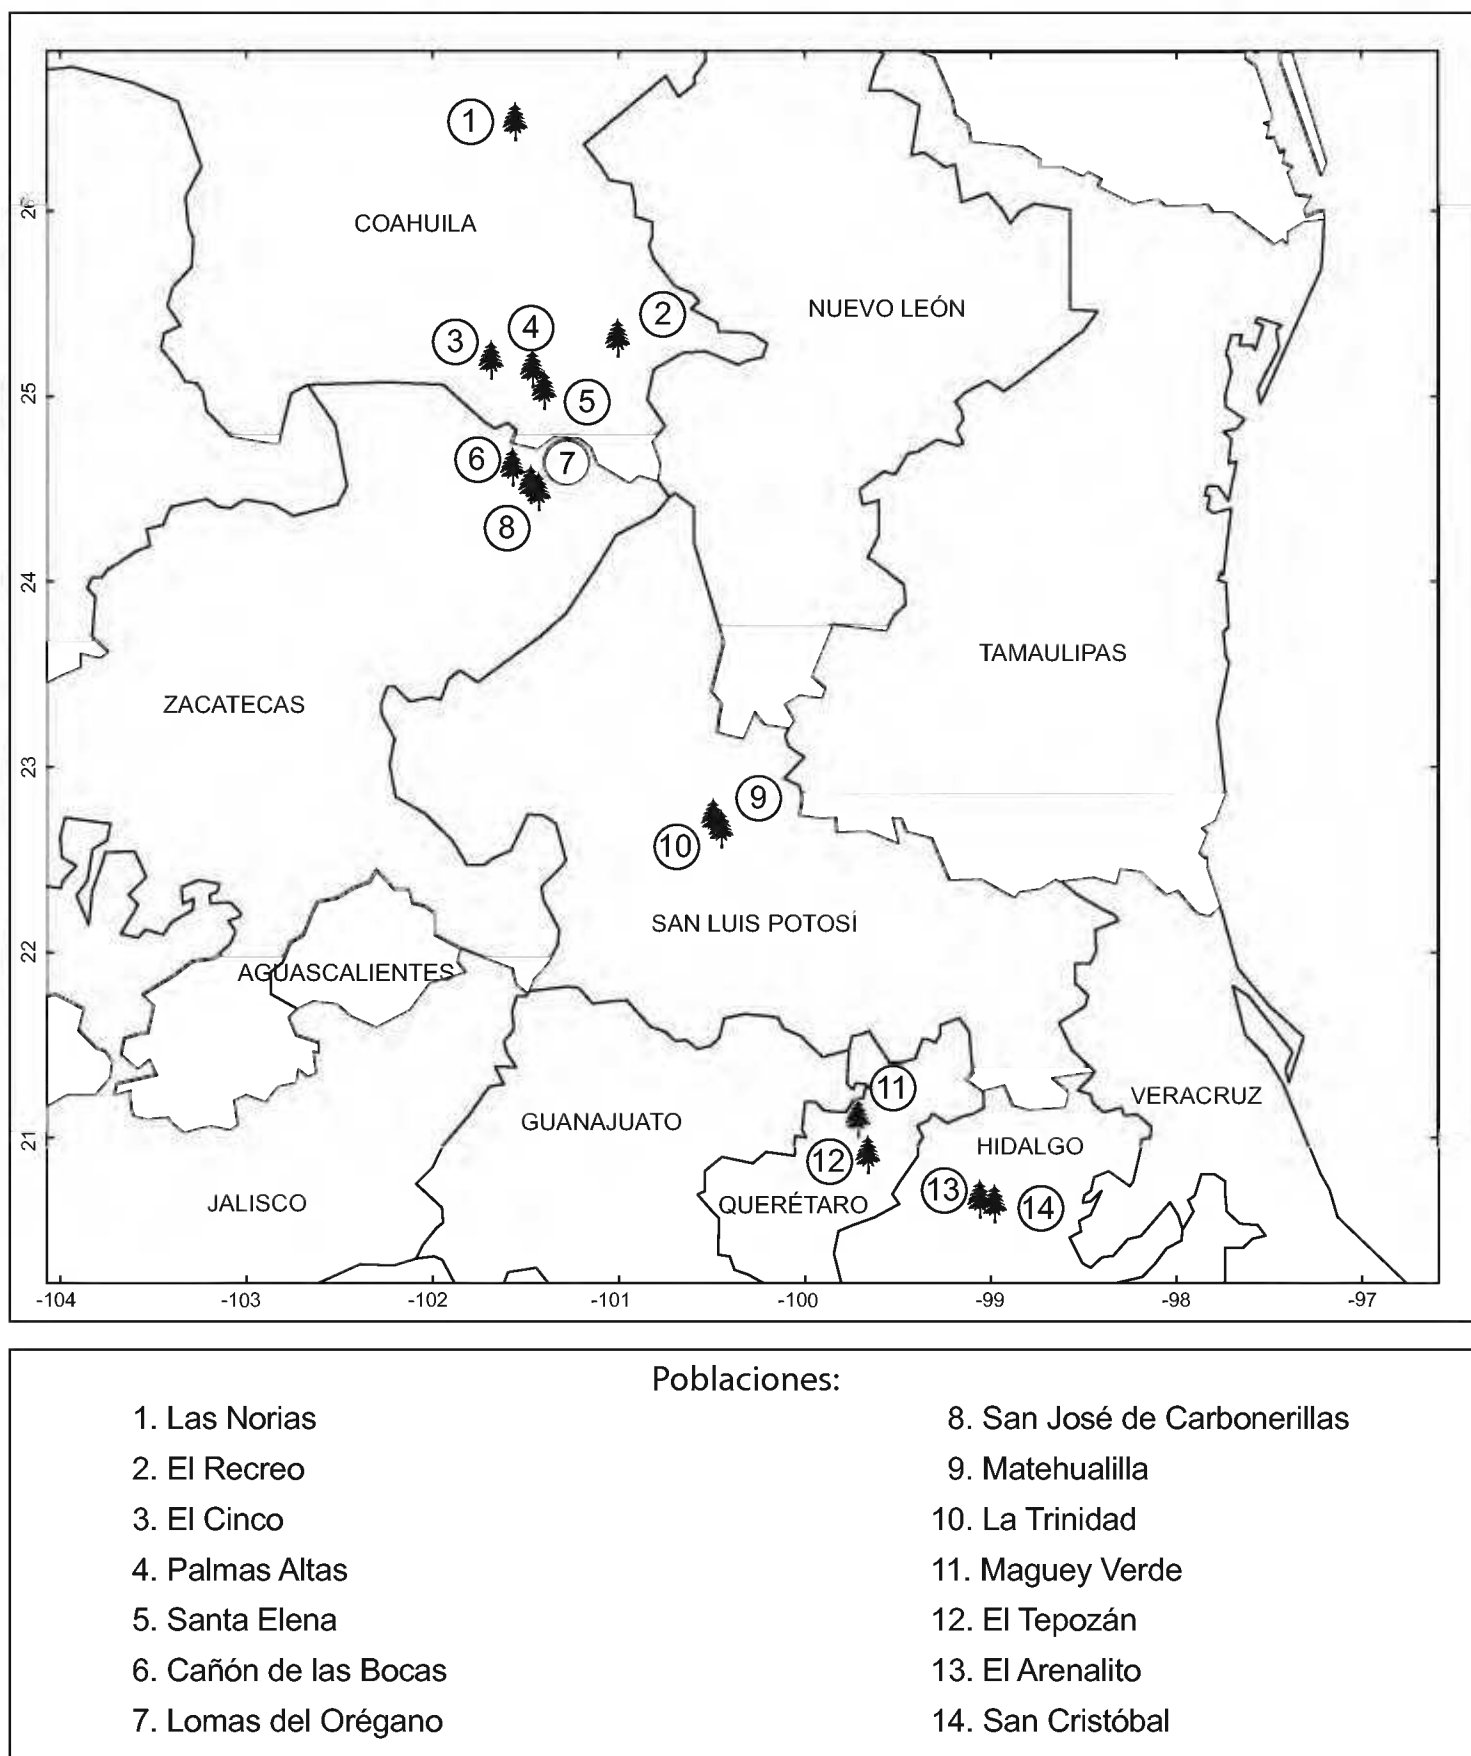 1
COAHUILA
26
2
NUEVO LEÓN
4
3
5
25
6
7
8
24
TAMAULIPAS
ZACATECAS
23
9
10
SAN LUIS POTOSÍ
22
AGUASCALIENTES
11
VERACRUZ
GUANAJUATO
21
HIDALGO
12
13
14
JALISCO
QUERÉTARO
-104 -103 -102 -101 -100 -99 -98 -97
Poblaciones:
1. Las Norias
2. El Recreo
3. El Cinco
4. Palmas Altas
5. Santa Elena
6. Cañón de las Bocas
7. Lomas del Orégano
8. San José de Carbonerillas
9. Matehualilla
10. La Trinidad
11. Maguey Verde
12. El Tepozán
13. El Arenalito
14. San Cristóbal